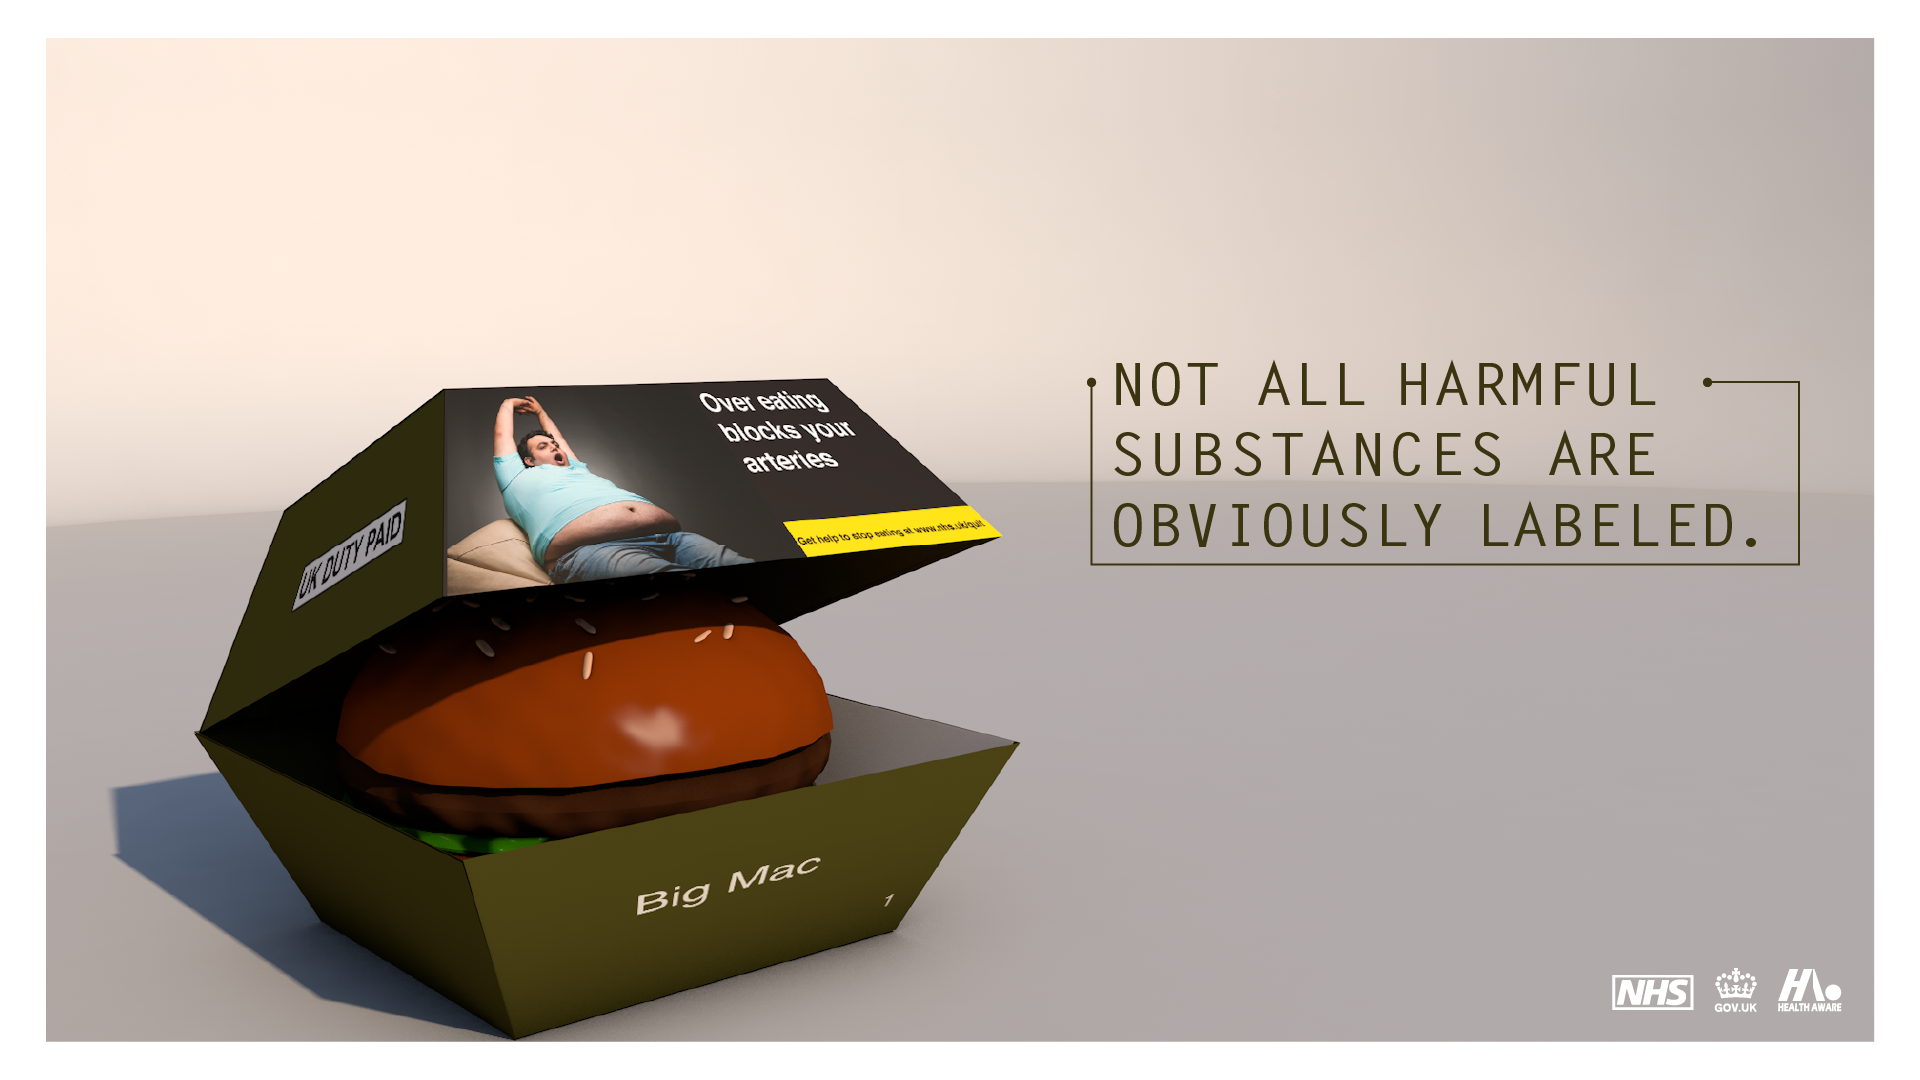 Over eating
blocks your
arteries
Get help to stop eating at www.nhs.uk/quit
UK DUTY PAID
Big Mac
1
NOT ALL HARMFUL
SUBSTANCES ARE
OBVIOUSLY LABELED.
NHS
GOV.UK
HA
HEALTH AWARE